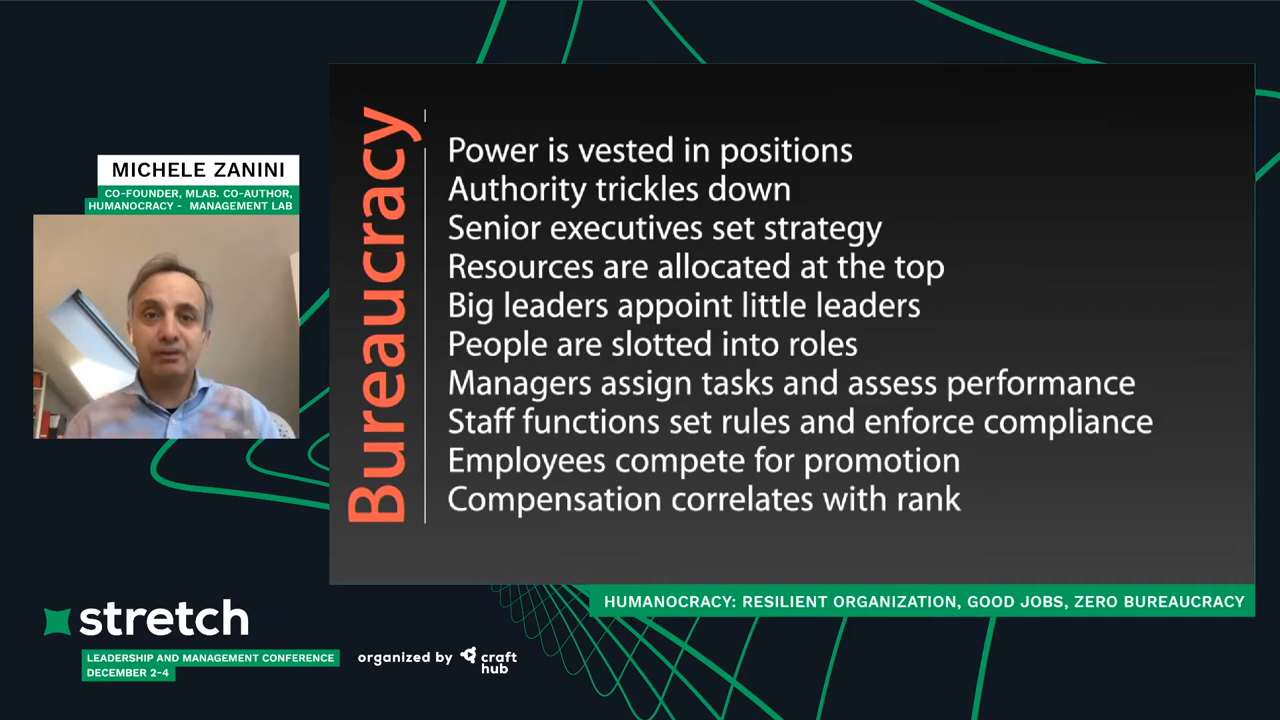 MICHELE ZANINI
CO-FOUNDER, MLAB. CO-AUTHOR,
HUMANOCRACY - MANAGEMENT LAB
Bureaucracy
Power is vested in positions
Authority trickles down
Senior executives set strategy
Resources are allocated at the top
Big leaders appoint little leaders
People are slotted into roles
Managers assign tasks and assess performance
Staff functions set rules and enforce compliance
Employees compete for promotion
Compensation correlates with rank
HUMANOCRACY: RESILIENT ORGANIZATION, GOOD JOBS, ZERO BUREAUCRACY
stretch
LEADERSHIP AND MANAGEMENT CONFERENCE
DECEMBER 2-4
organized by
craft
hub